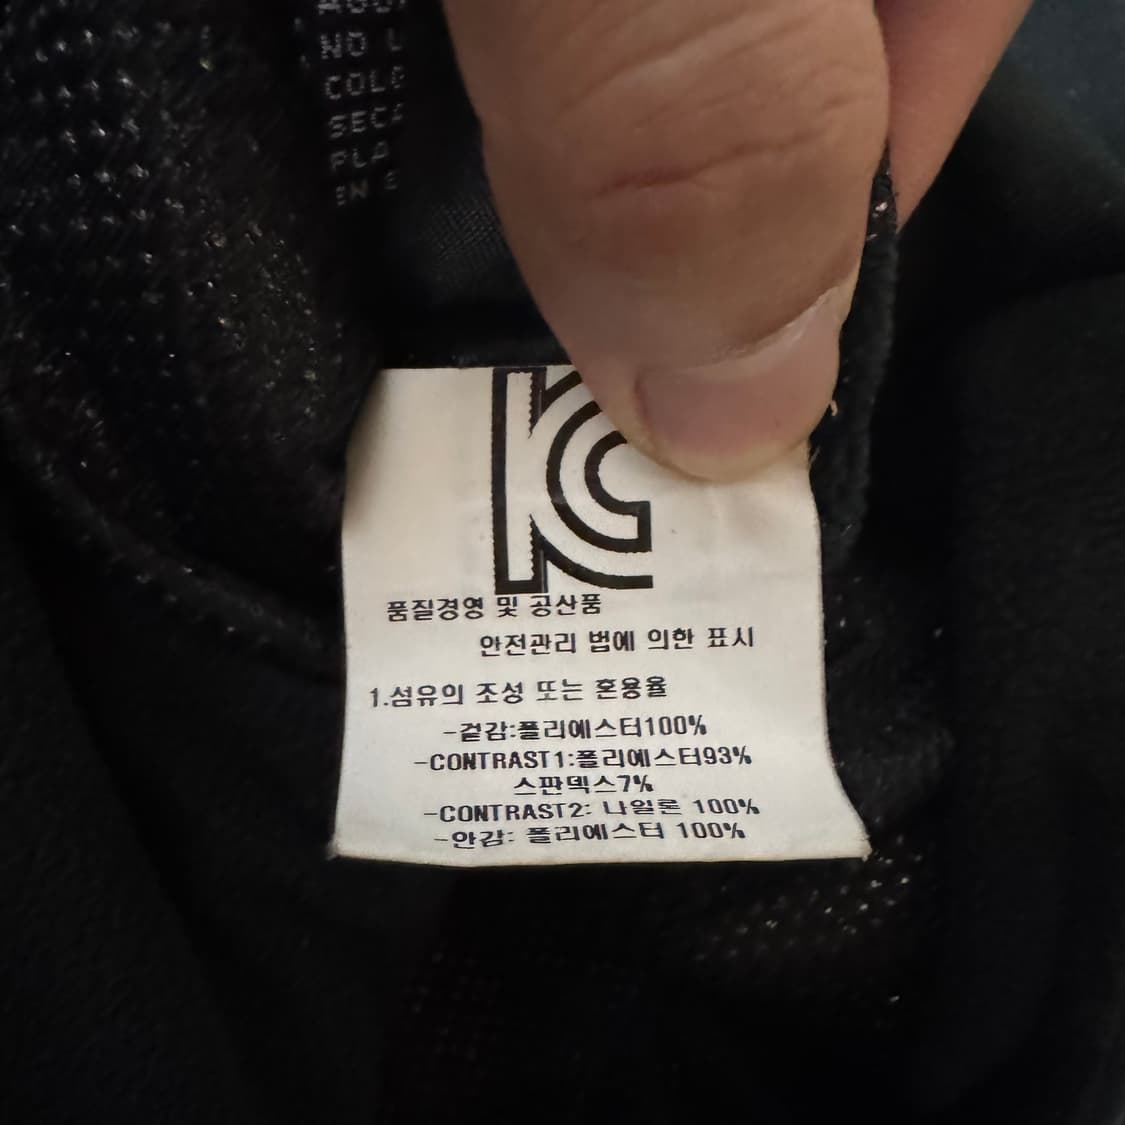 NO
KC
품질경영 및 공산품
안전관리 법에 의한 표시
1.섬유의 조성 또는 혼용율
-겉감:폴리에스터100%
-CONTRAST1:폴리에스터93%
스판덱스7%
-CONTRAST2: 나일론 100%
-안감: 폴리에스터 100%